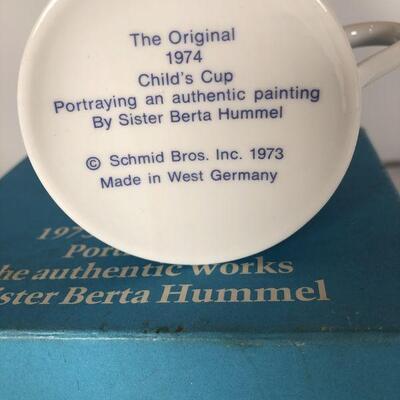 The Original
1974
Child's Cup
Portraying an authentic painting
By Sister Berta Hummel
© Schmid Bros. Inc. 1973
Made in West Germany
the authentic works
Sister Berta Hummel